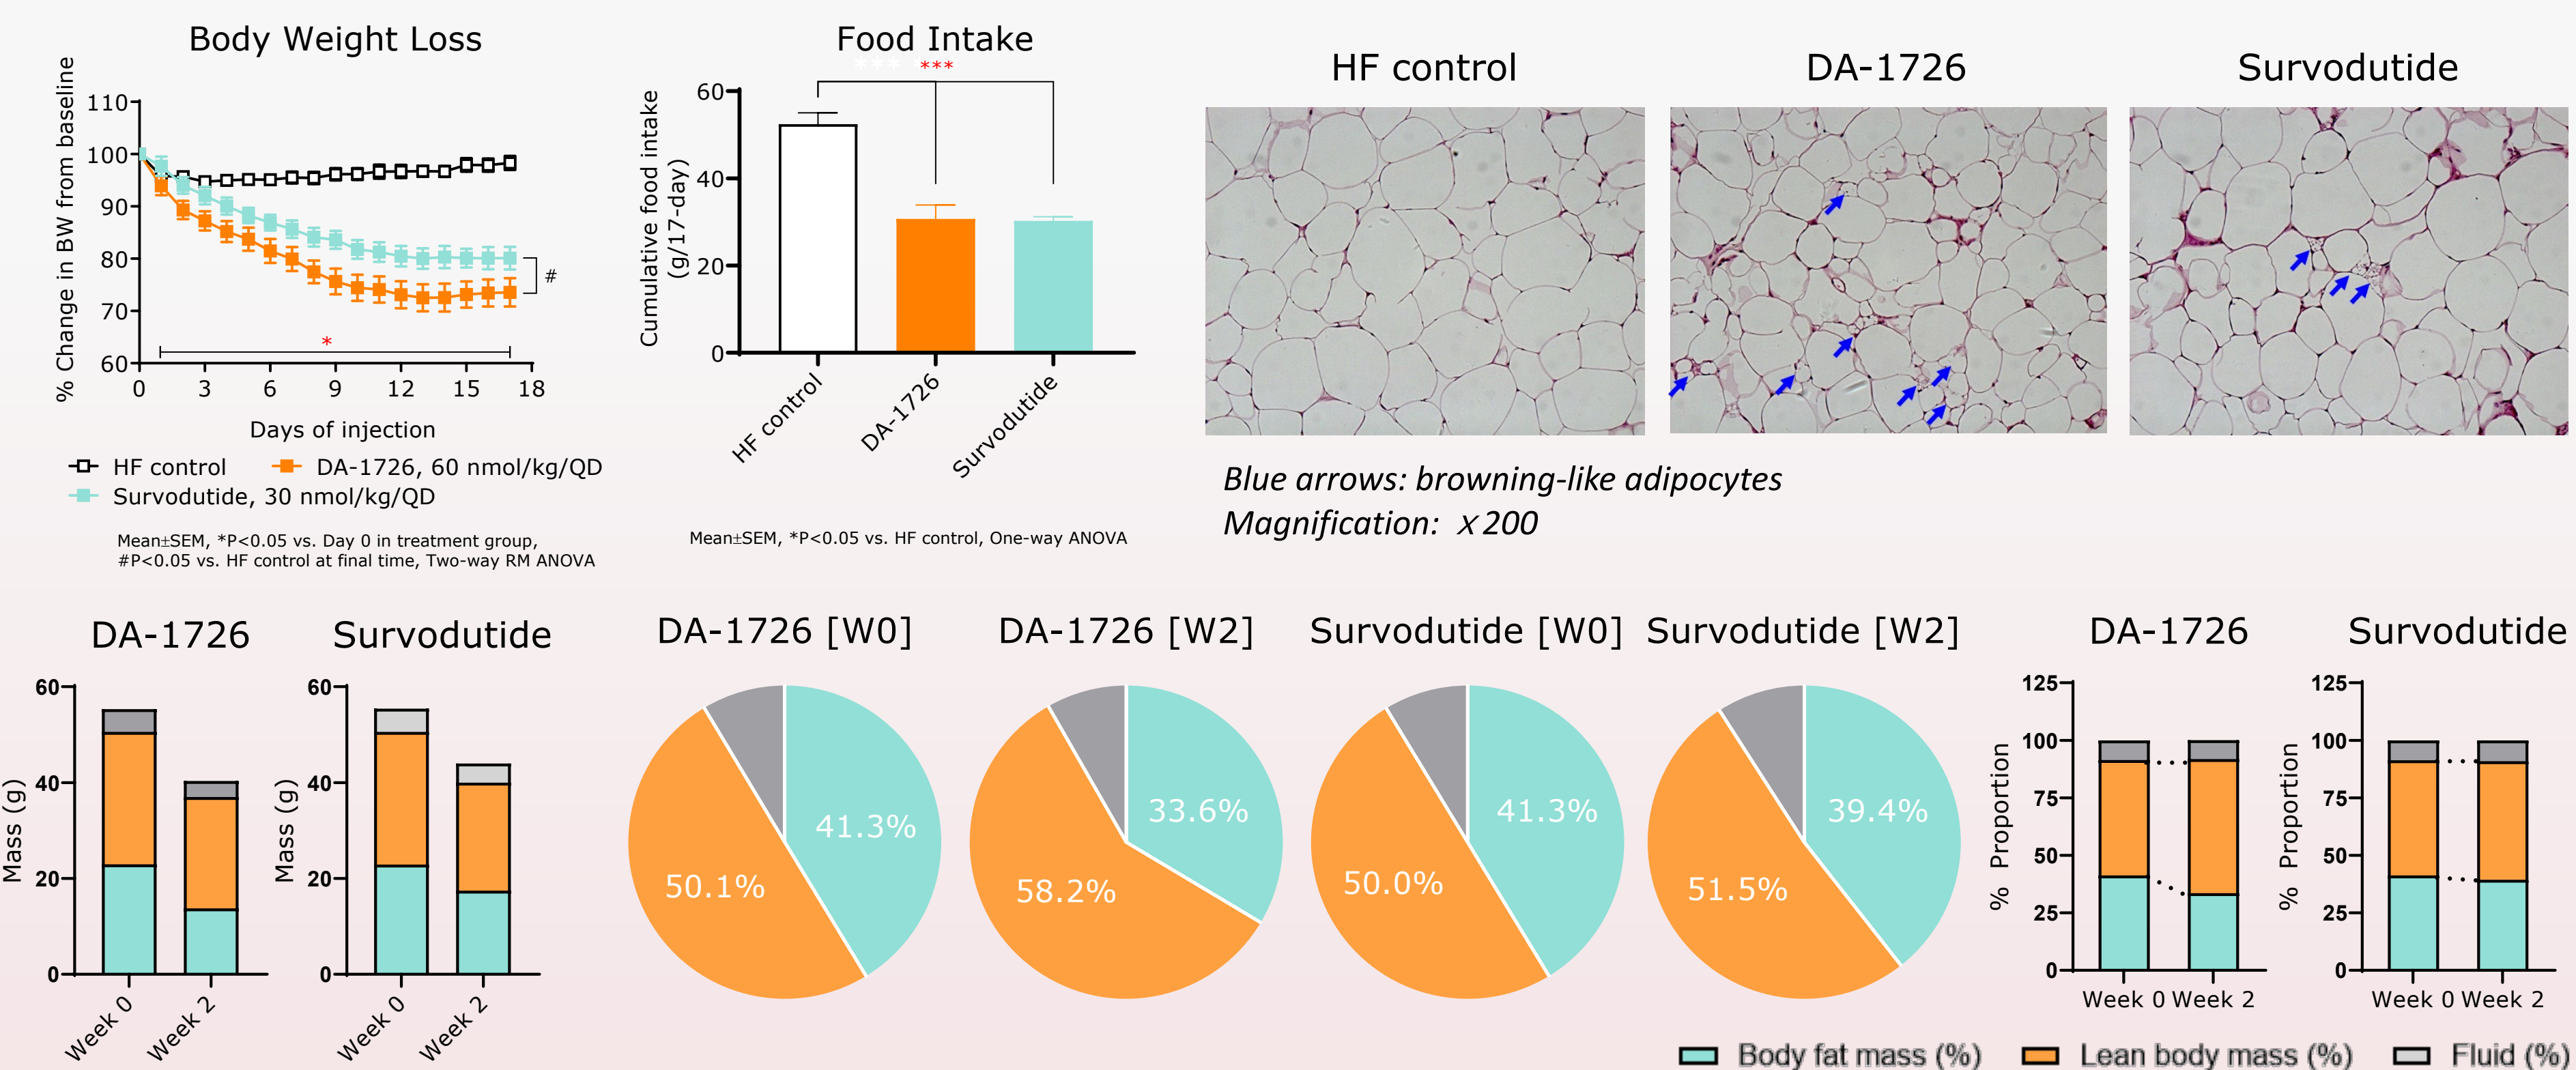 Body Weight Loss
% Change in BW from baseline
110
100
90
80
70
60
0 3 6 9 12 15 18
*
#
Days of injection
HF control
DA-1726, 60 nmol/kg/QD
Survodutide, 30 nmol/kg/QD
Mean±SEM, *P<0.05 vs. Day 0 in treatment group,
#P<0.05 vs. HF control at final time, Two-way RM ANOVA
Food Intake
*** ***
Cumulative food intake
(g/17-day)
60
40
20
0
HF control
DA-1726
Survodutide
Mean±SEM, *P<0.05 vs. HF control, One-way ANOVA
HF control
DA-1726
Survodutide
Blue arrows: browning-like adipocytes
Magnification: x 200
DA-1726
Mass (g)
60
40
20
0
Week 0
Week 2
Survodutide
Mass (g)
60
40
20
0
Week 0
Week 2
DA-1726 [W0]
41.3%
50.1%
DA-1726 [W2]
33.6%
58.2%
Survodutide [W0]
41.3%
50.0%
Survodutide [W2]
39.4%
51.5%
DA-1726
% Proportion
125
100
75
50
25
0
Week 0 Week 2
Survodutide
% Proportion
125
100
75
50
25
0
Week 0 Week 2
Body fat mass (%)
Lean body mass (%)
Fluid (%)